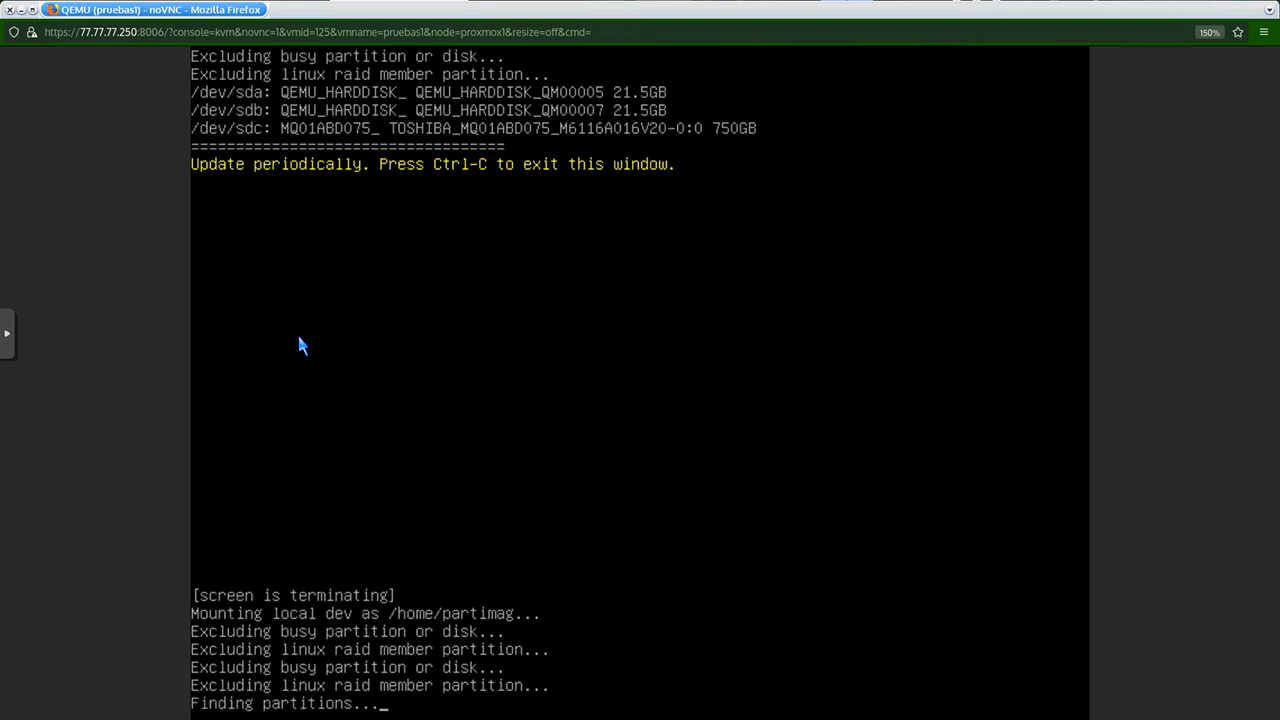 QEMU (pruebas1) - noVNC - Mozilla Firefox
https://77.77.77.250:8006/?console=kvm&novnc=1&vmid=125&vmname=pruebas1&node=proxmox1&resize=off&cmd=
150%
Excluding busy partition or disk...
Excluding linux raid member partition...
/dev/sda: QEMU_HARDDISK_ QEMU_HARDDISK_QM00005 21.5GB
/dev/sdb: QEMU_HARDDISK_ QEMU_HARDDISK_QM00007 21.5GB
/dev/sdc: MQ01ABD075_ TOSHIBA_MQ01ABD075_M6116A016V20-0:0 750GB
===================================
Update periodically. Press Ctrl-C to exit this window.
[screen is terminating]
Mounting local dev as /home/partimag...
Excluding busy partition or disk...
Excluding linux raid member partition...
Excluding busy partition or disk...
Excluding linux raid member partition...
Finding partitions..._